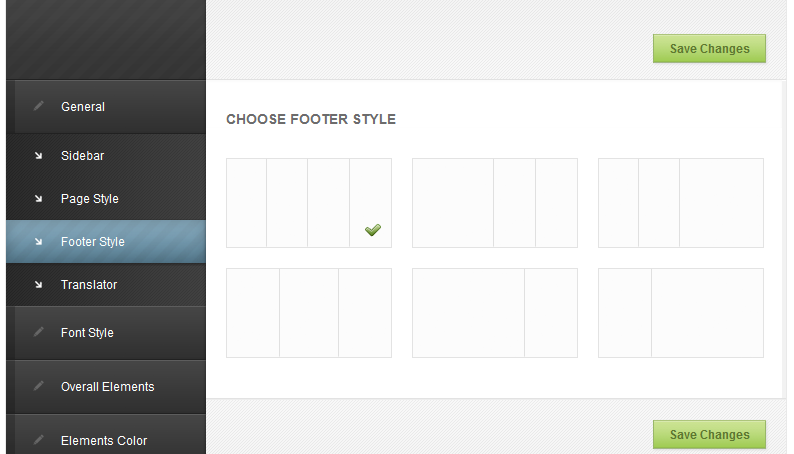 Save Changes
General
CHOOSE FOOTER STYLE
Sidebar
Page Style
Footer Style
Translator
Font Style
Overall Elements
Elements Color
Save Changes